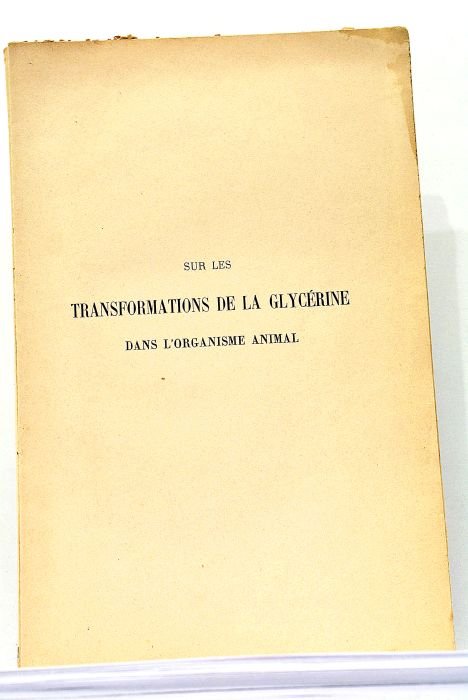 SUR LES
TRANSFORMATIONS DE LA GLYCÉRINE
DANS L'ORGANISME ANIMAL